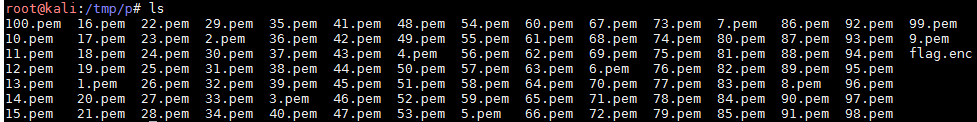 root@kali:/tmp/p# ls
100.pem 16.pem 22.pem 29.pem 35.pem 41.pem 48.pem 54.pem 60.pem 67.pem 73.pem 7.pem 86.pem 92.pem 99.pem
10.pem 17.pem 23.pem 2.pem 36.pem 42.pem 49.pem 55.pem 61.pem 68.pem 74.pem 80.pem 87.pem 93.pem 9.pem
11.pem 18.pem 24.pem 30.pem 37.pem 43.pem 4.pem 56.pem 62.pem 69.pem 75.pem 81.pem 88.pem 94.pem flag.enc
12.pem 19.pem 25.pem 31.pem 38.pem 44.pem 50.pem 57.pem 63.pem 6.pem 76.pem 82.pem 89.pem 95.pem
13.pem 1.pem 26.pem 32.pem 39.pem 45.pem 51.pem 58.pem 64.pem 70.pem 77.pem 83.pem 8.pem 96.pem
14.pem 20.pem 27.pem 33.pem 3.pem 46.pem 52.pem 59.pem 65.pem 71.pem 78.pem 84.pem 90.pem 97.pem
15.pem 21.pem 28.pem 34.pem 40.pem 47.pem 53.pem 5.pem 66.pem 72.pem 79.pem 85.pem 91.pem 98.pem